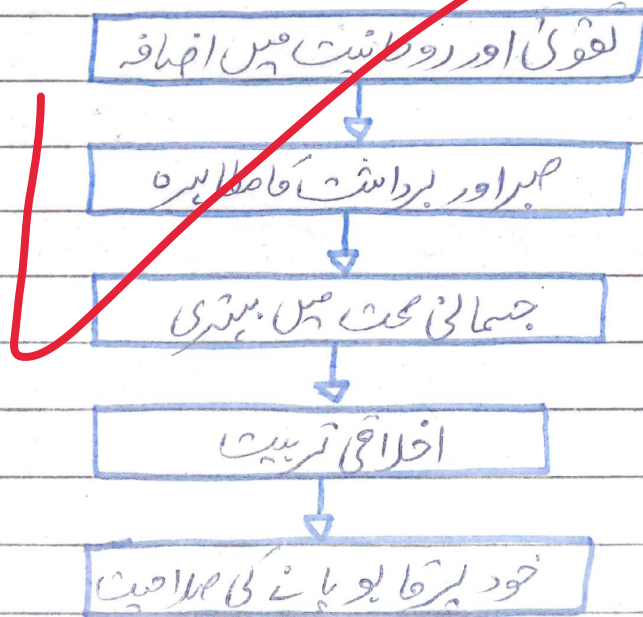 تقویٰ اور روحانیت میں اضافہ
صبر اور برداشت کا مظاہرہ
جسمانی صحت میں بہتری
اخلاقی تربیت
خود پر قابو پانے کی صلاحیت